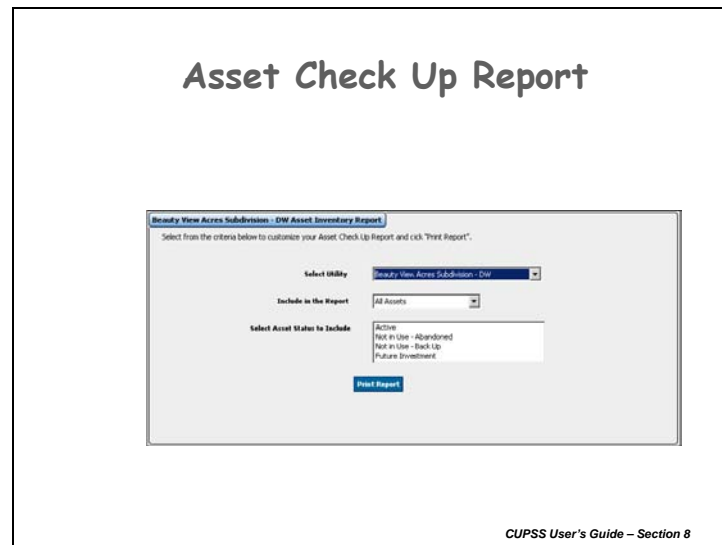 Asset Check Up Report
Beauty View Acres Subdivision - DW Asset Inventory Report
Select from the criteria below to customize your Asset Check Up Report and cick "Print Report".
Select Utility
Beauty View Acres Subdivision - DW
Include in the Report
All Assets
Select Asset Status to Include
Active
Not in Use - Abandoned
Not in Use - Back Up
Future Investment
Print Report
CUPSS User's Guide – Section 8